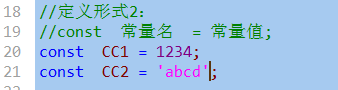 18 //定义形式2:
19 //const 常量名 = 常量值;
20 const CC1 = 1234;
21 const CC2 = 'abcd';